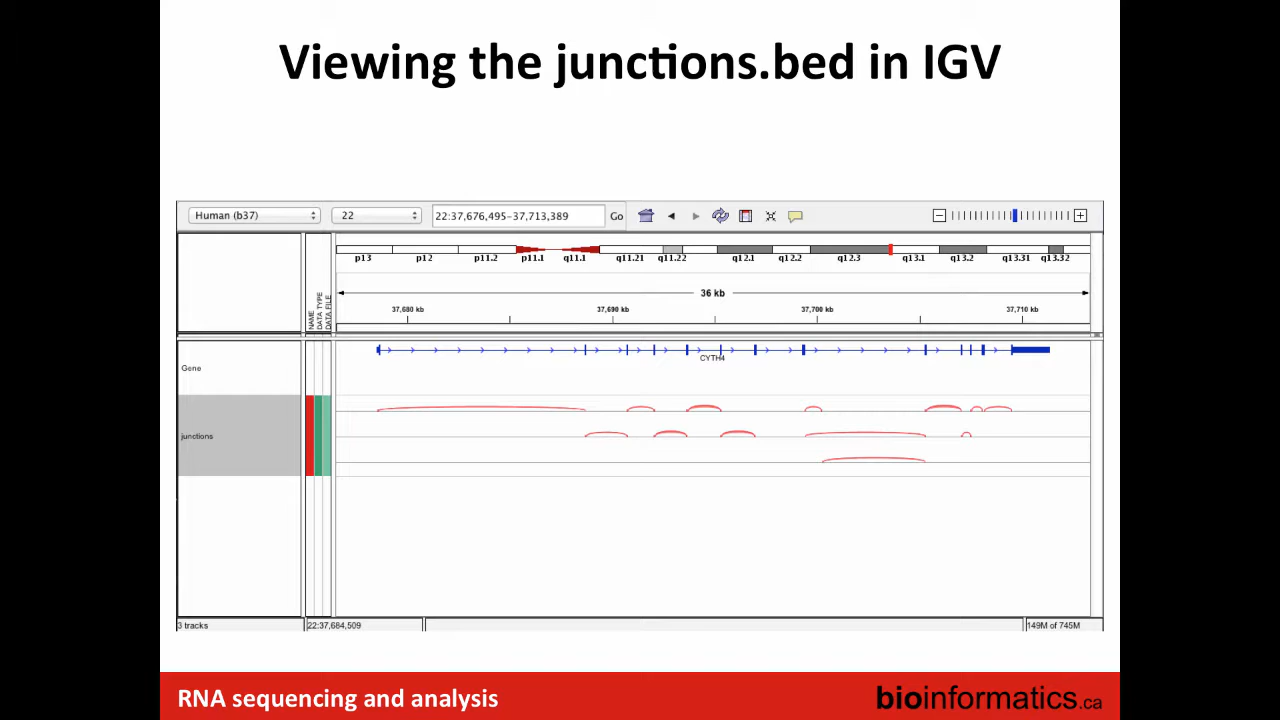 Viewing the junctions.bed in IGV
Human (b37) 22 22:37,676,495-37,713,389 Go
p13 p12 p11.2 p11.1 q11.1 q11.21 q11.22 q12.1 q12.2 q12.3 q13.1 q13.2 q13.31 q13.32
36 kb
37,680 kb 37,690 kb 37,700 kb 37,710 kb
NAME
DATA TYPE
DATA FILE
CYTH4
Gene
junctions
3 tracks 22:37,684,509 149M of 745M
RNA sequencing and analysis bioinformatics.ca